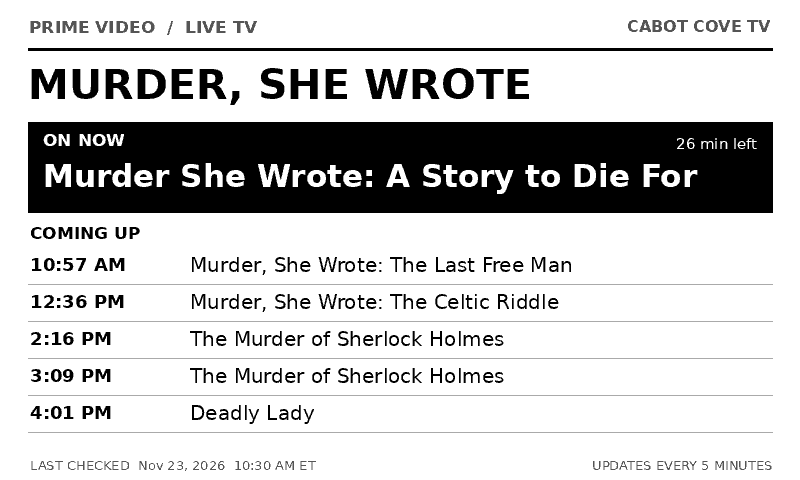 PRIME VIDEO / LIVE TV
CABOT COVE TV
MURDER, SHE WROTE
ON NOW
26 min left
Murder She Wrote: A Story to Die For
COMING UP
10:57 AM Murder, She Wrote: The Last Free Man
12:36 PM Murder, She Wrote: The Celtic Riddle
2:16 PM The Murder of Sherlock Holmes
3:09 PM The Murder of Sherlock Holmes
4:01 PM Deadly Lady
LAST CHECKED Nov 23, 2026 10:30 AM ET
UPDATES EVERY 5 MINUTES